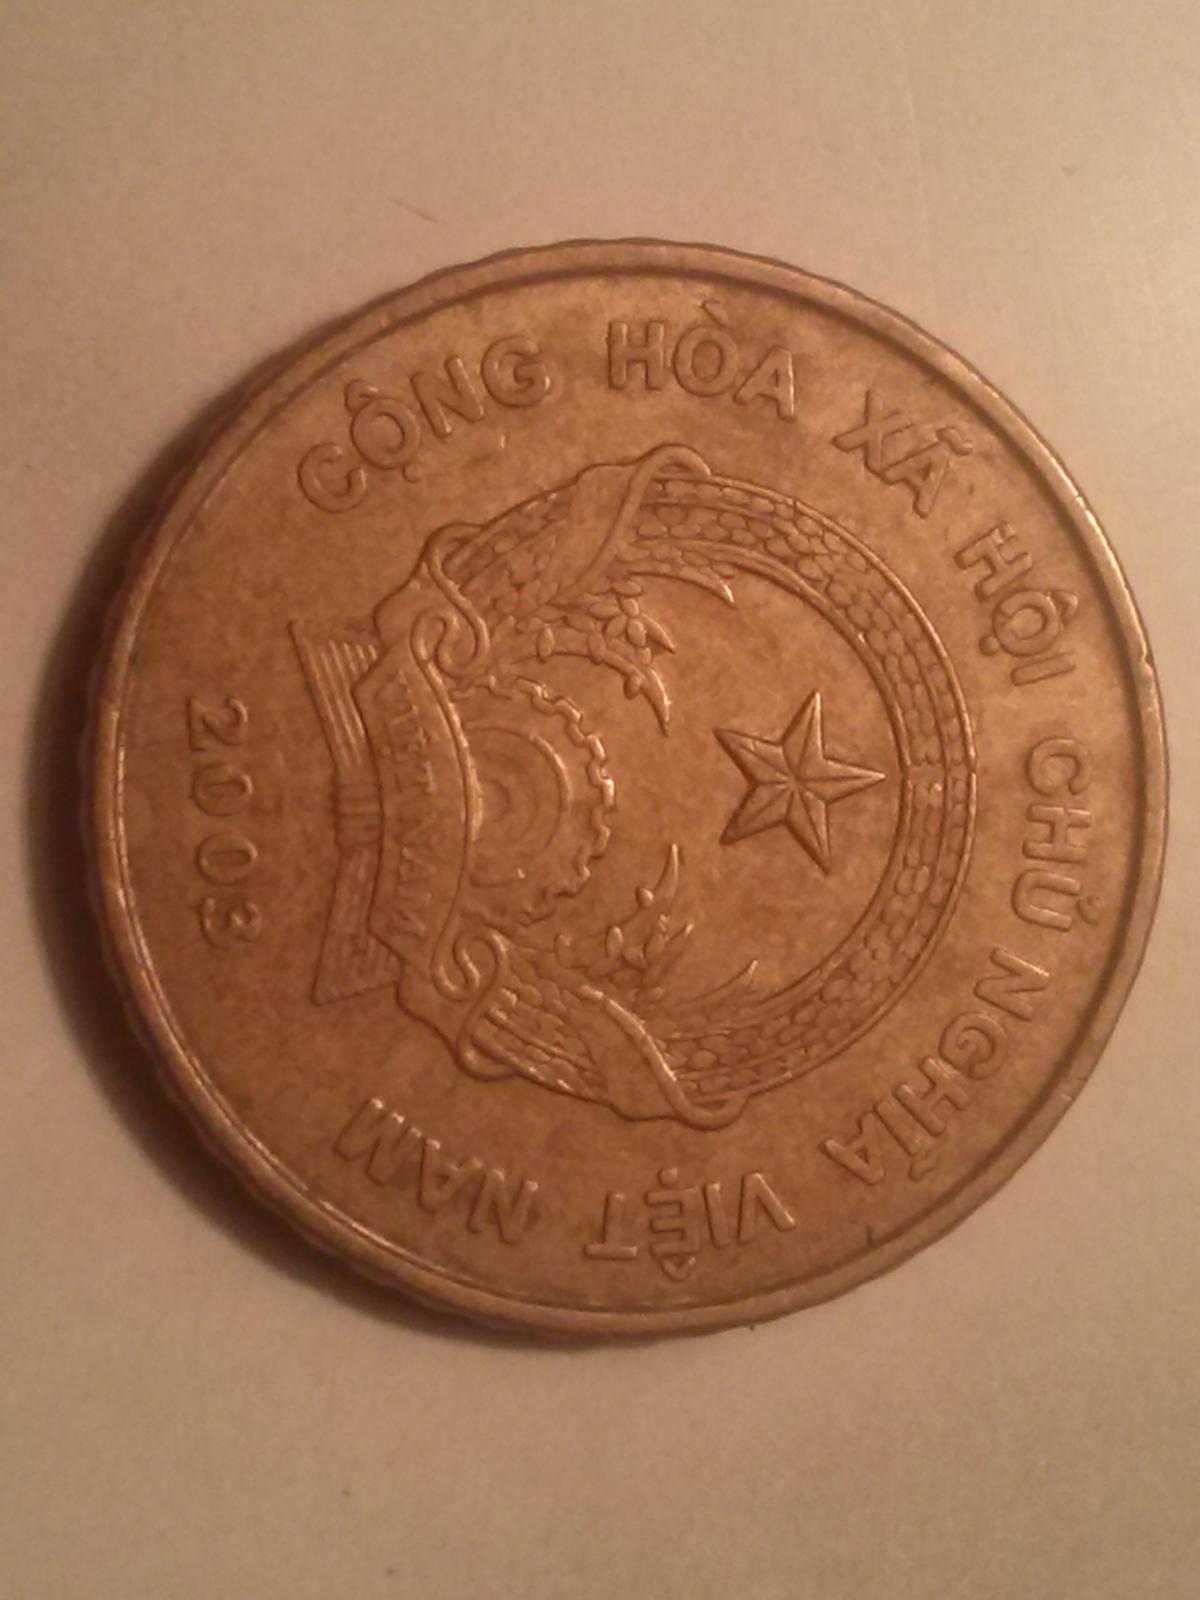 CỘNG HÒA XÃ HỘI CHỦ NGHĨA VIỆT NAM
VIỆT NAM
2003